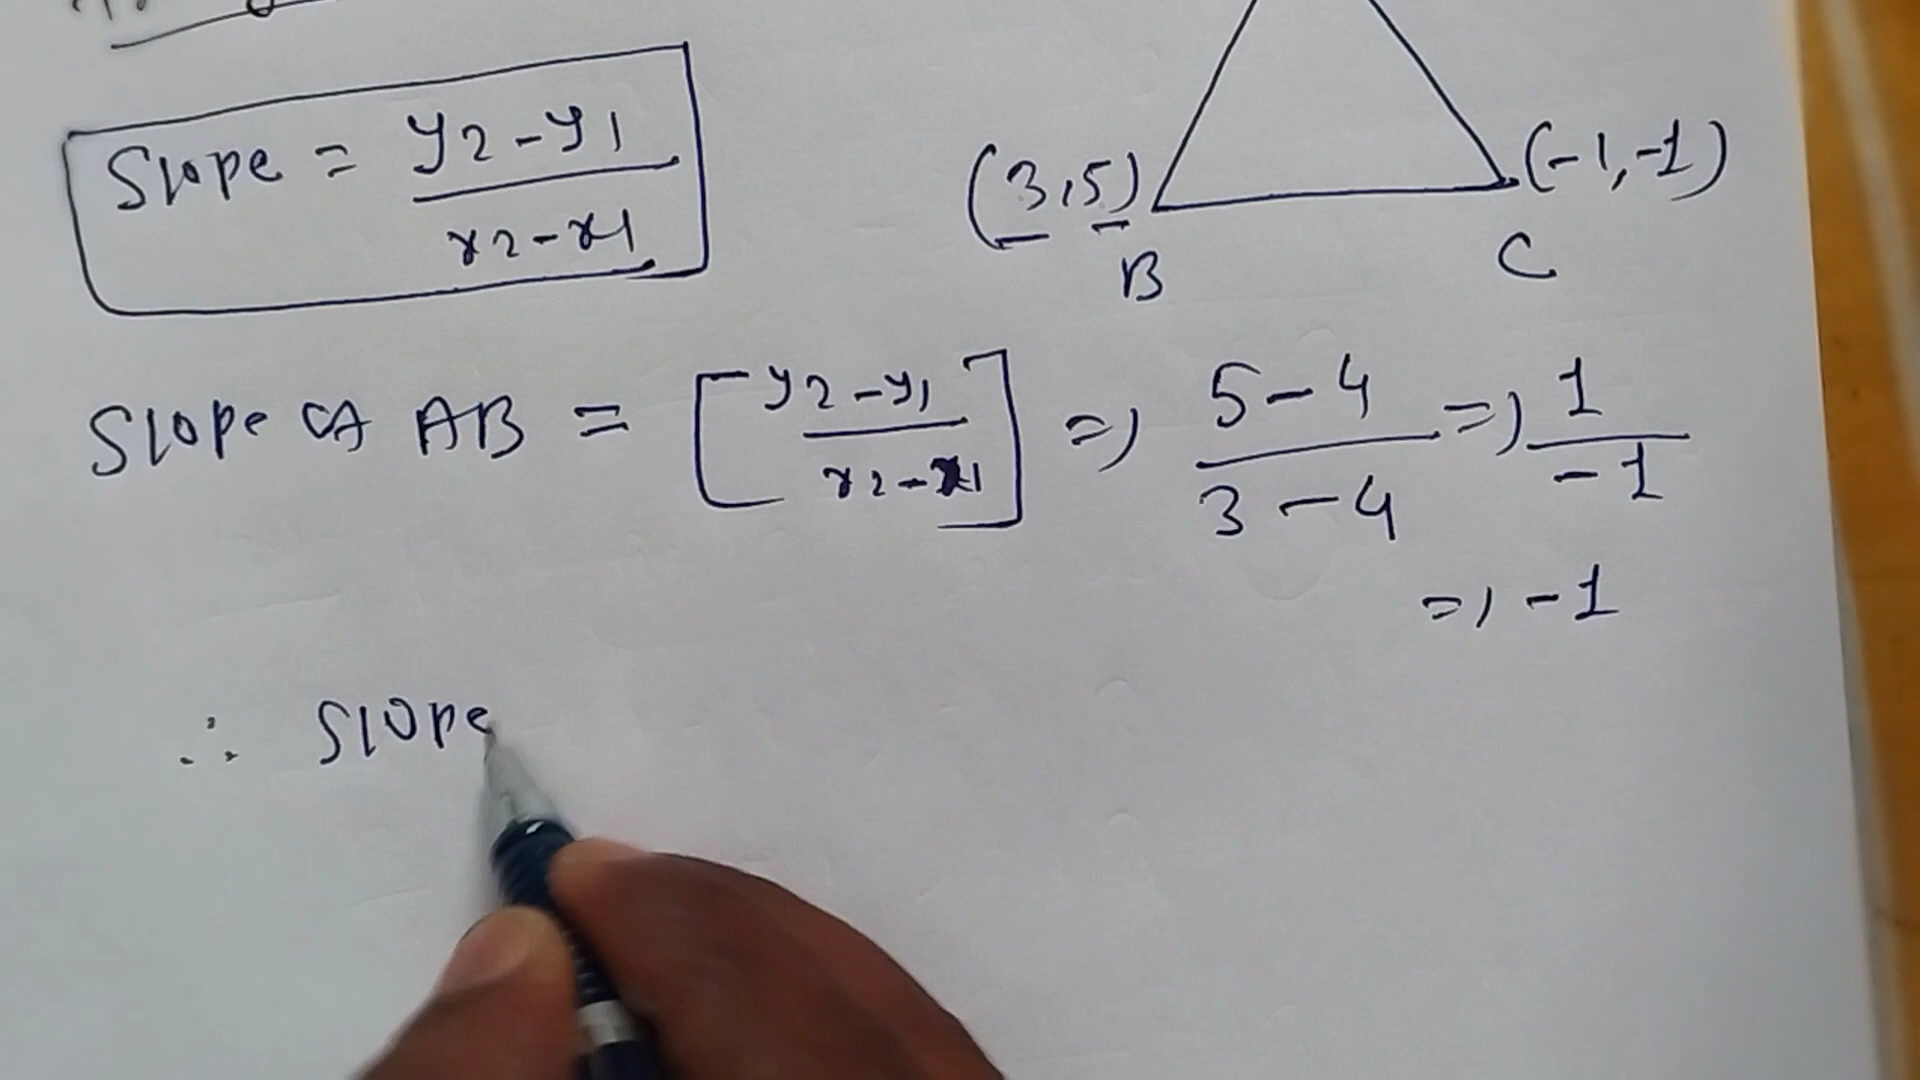 Slope = y2-y1 / x2-x1
(3,5) (-1,-1)
B C
Slope of AB = [y2-y1 / x2-x1] => 5-4 / 3-4 => 1 / -1
=> -1
∴ Slope